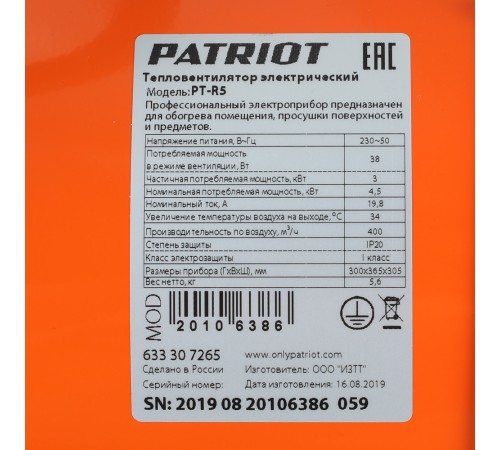 PATRIOT EAC
Тепловентилятор электрический
Модель: PT-R5
Профессиональный электроприбор предназначен
для обогрева помещения, просушки поверхностей
и предметов.
Напряжение питания, В~Гц 230~50
Потребляемая мощность
в режиме вентиляции, Вт 38
Частичная потребляемая мощность, кВт 3
Номинальная потребляемая мощность, кВт 4,5
Номинальный ток, А 19,8
Увеличение температуры воздуха на выходе, °С 34
Производительность по воздуху, м³/ч 400
Степень защиты IP20
Класс электрозащиты I класс
Размеры прибора (ГхВхШ), мм 300х365х305
Вес нетто, кг 5,6
MOD
20106386
633 30 7265 www.onlypatriot.com
Сделано в России Изготовитель: ООО "ИЗТТ"
Серийный номер: Дата изготовления: 16.08.2019
SN: 2019 08 20106386 059